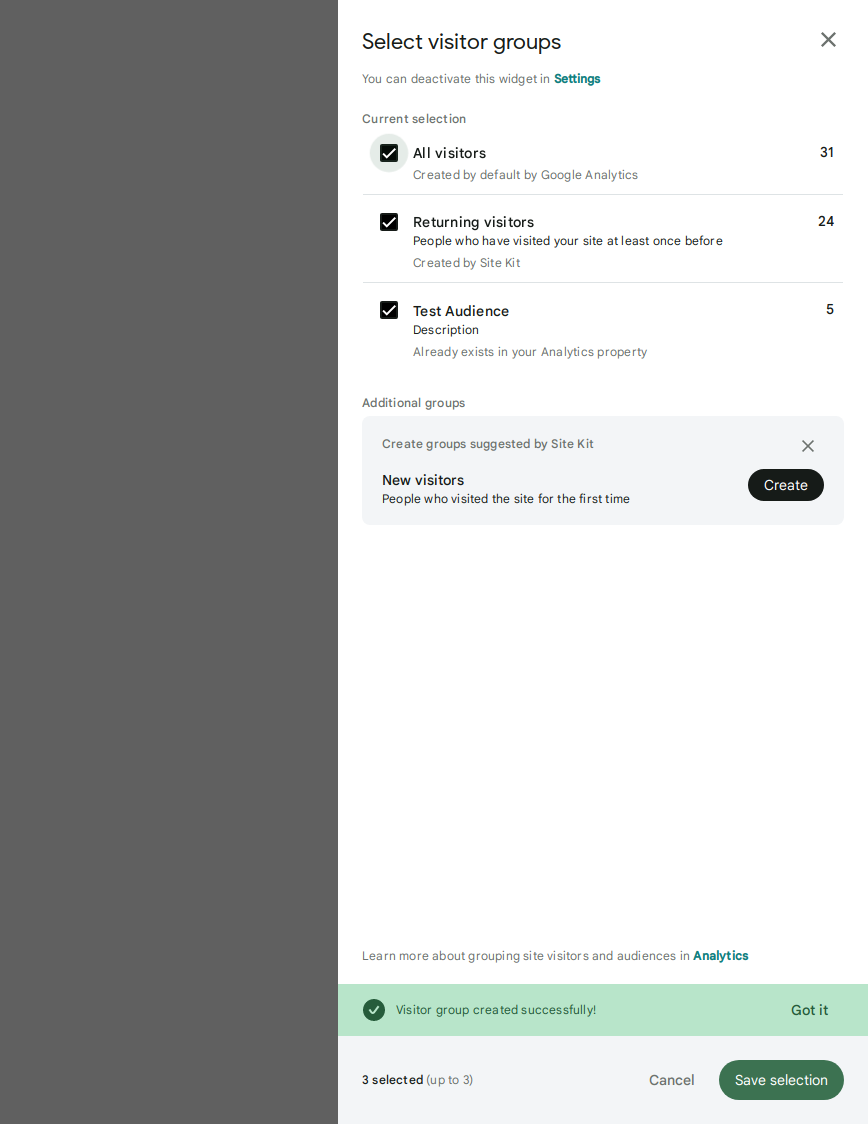 Select visitor groups
You can deactivate this widget in Settings
Current selection
All visitors 31
Created by default by Google Analytics
Returning visitors 24
People who have visited your site at least once before
Created by Site Kit
Test Audience 5
Description
Already exists in your Analytics property
Additional groups
Create groups suggested by Site Kit
New visitors
People who visited the site for the first time
Create
Learn more about grouping site visitors and audiences in Analytics
Visitor group created successfully! Got it
3 selected (up to 3) Cancel Save selection